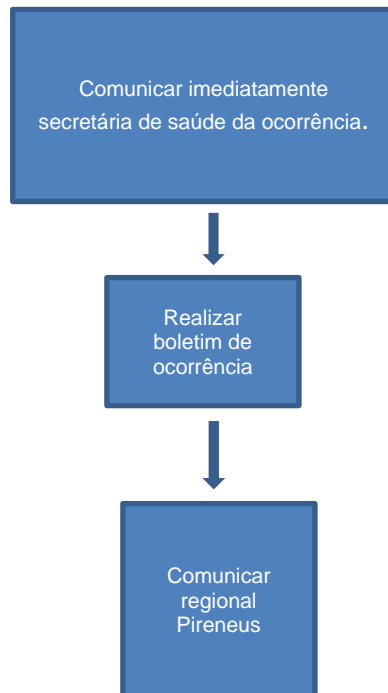 Comunicar imediatamente
secretária de saúde da ocorrência.
Realizar
boletim de
ocorrência
Comunicar
regional
Pireneus